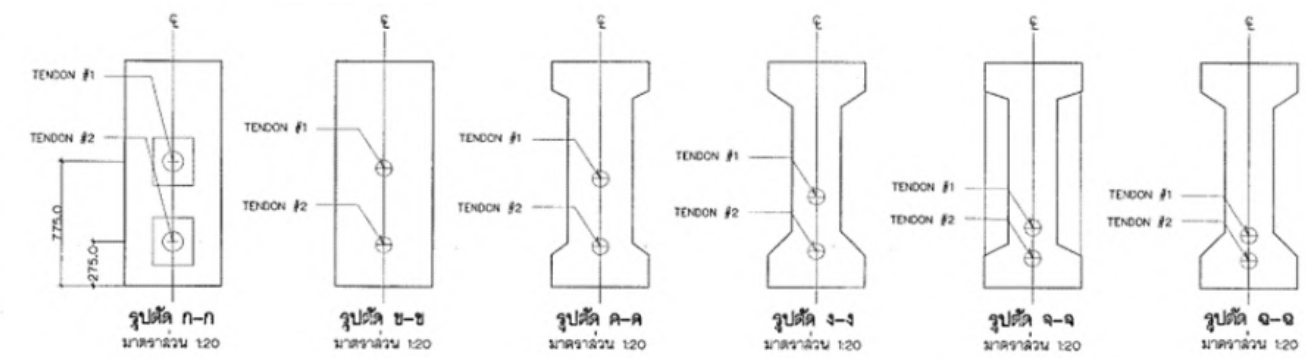 ℄
TENDON #1
TENDON #2
775.0
275.0
รูปตัด ก-ก
มาตราส่วน 1:20
℄
TENDON #1
TENDON #2
รูปตัด ข-ข
มาตราส่วน 1:20
℄
TENDON #1
TENDON #2
รูปตัด ค-ค
มาตราส่วน 1:20
℄
TENDON #1
TENDON #2
รูปตัด ง-ง
มาตราส่วน 1:20
℄
TENDON #1
TENDON #2
รูปตัด จ-จ
มาตราส่วน 1:20
℄
TENDON #1
TENDON #2
รูปตัด ฉ-ฉ
มาตราส่วน 1:20